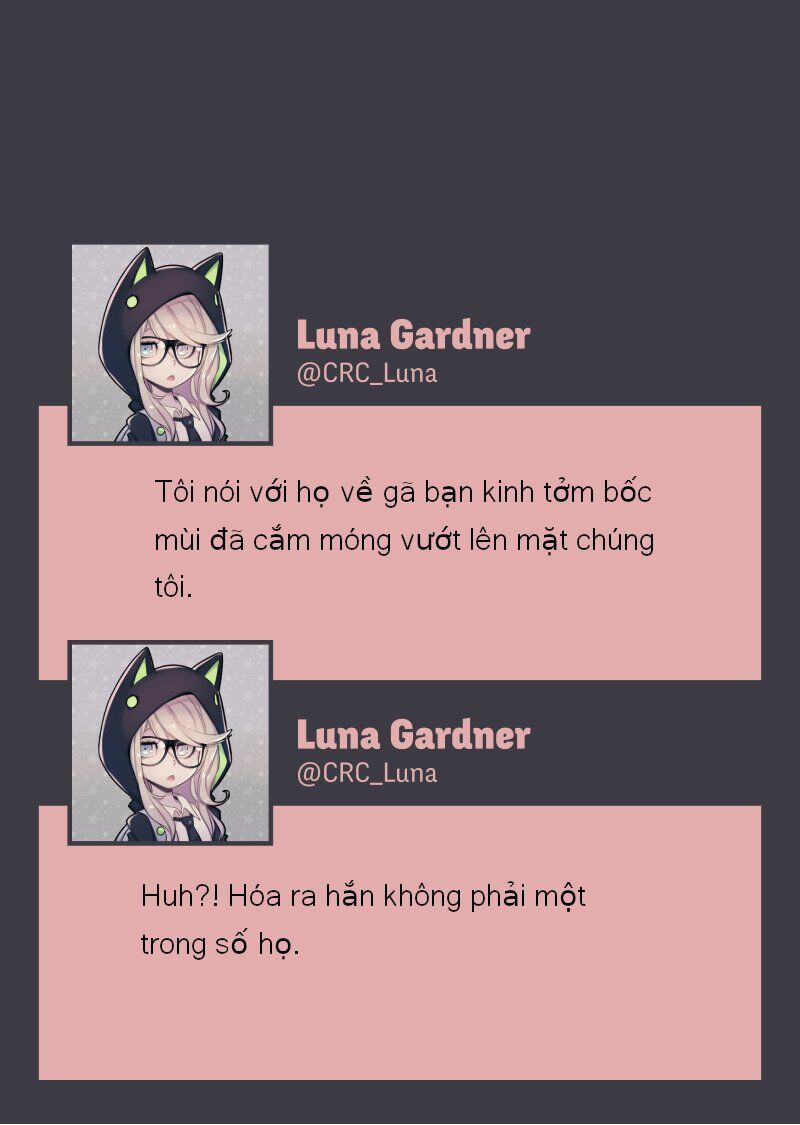 Luna Gardner
@CRC_Luna
Tôi nói với họ về gã bạn kinh tởm bốc
mùi đã cắm móng vướt lên mặt chúng
tôi.
Luna Gardner
@CRC_Luna
Huh?! Hóa ra hắn không phải một
trong số họ.